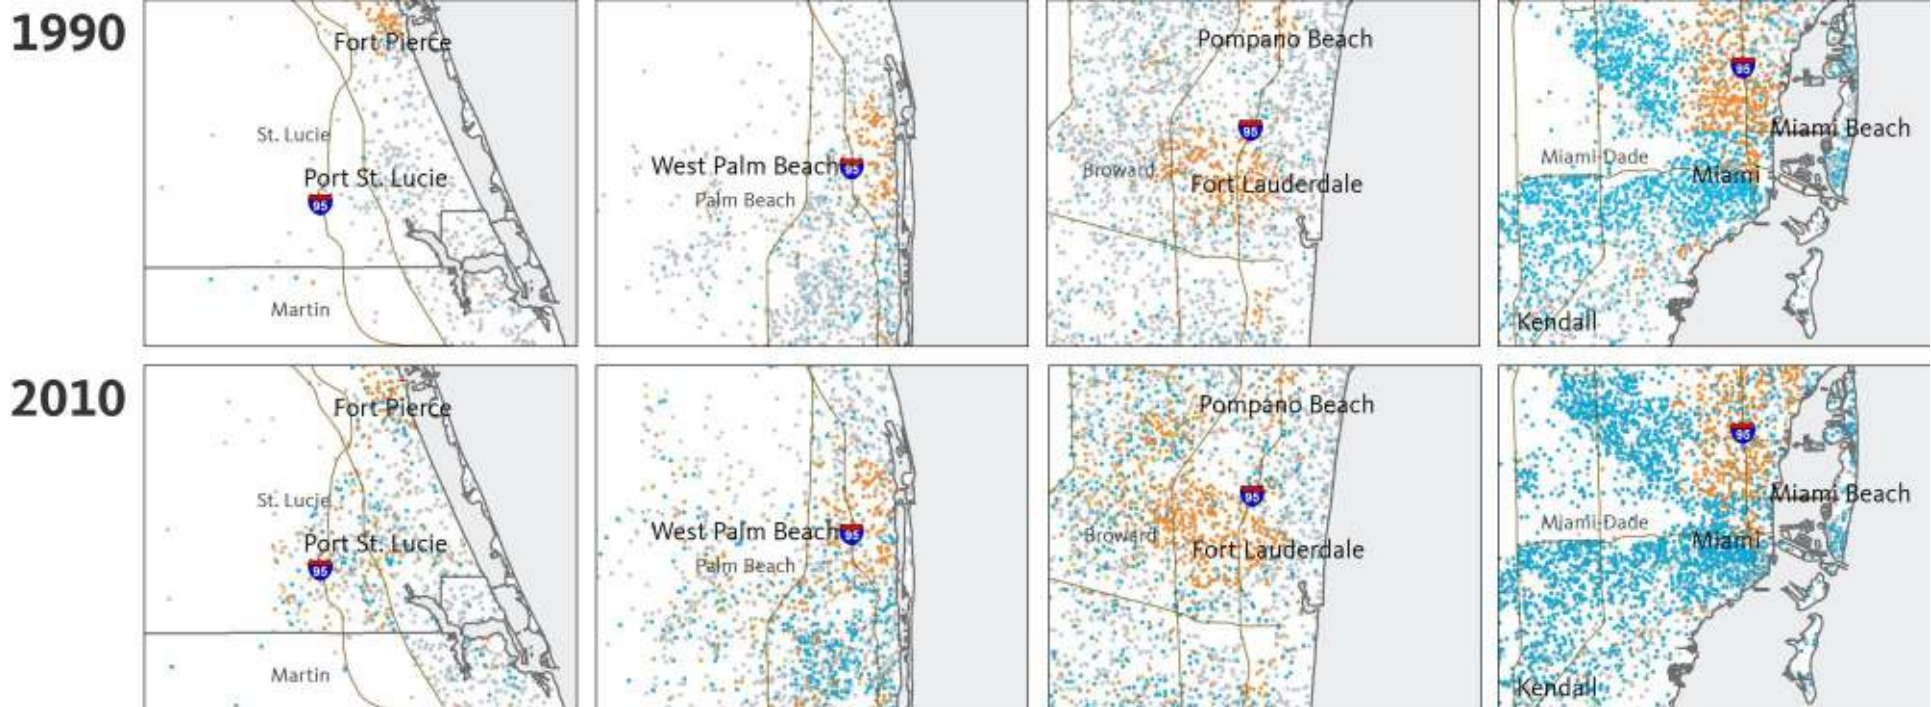 1990
Fort Pierce
St. Lucie
Port St. Lucie
95
Martin
West Palm Beach
95
Palm Beach
Pompano Beach
95
Broward
Fort Lauderdale
95
Miami Beach
Miami-Dade
Miami
Kendall
2010
Fort Pierce
St. Lucie
Port St. Lucie
95
Martin
West Palm Beach
95
Palm Beach
Pompano Beach
95
Broward
Fort Lauderdale
95
Miami Beach
Miami-Dade
Miami
Kendall